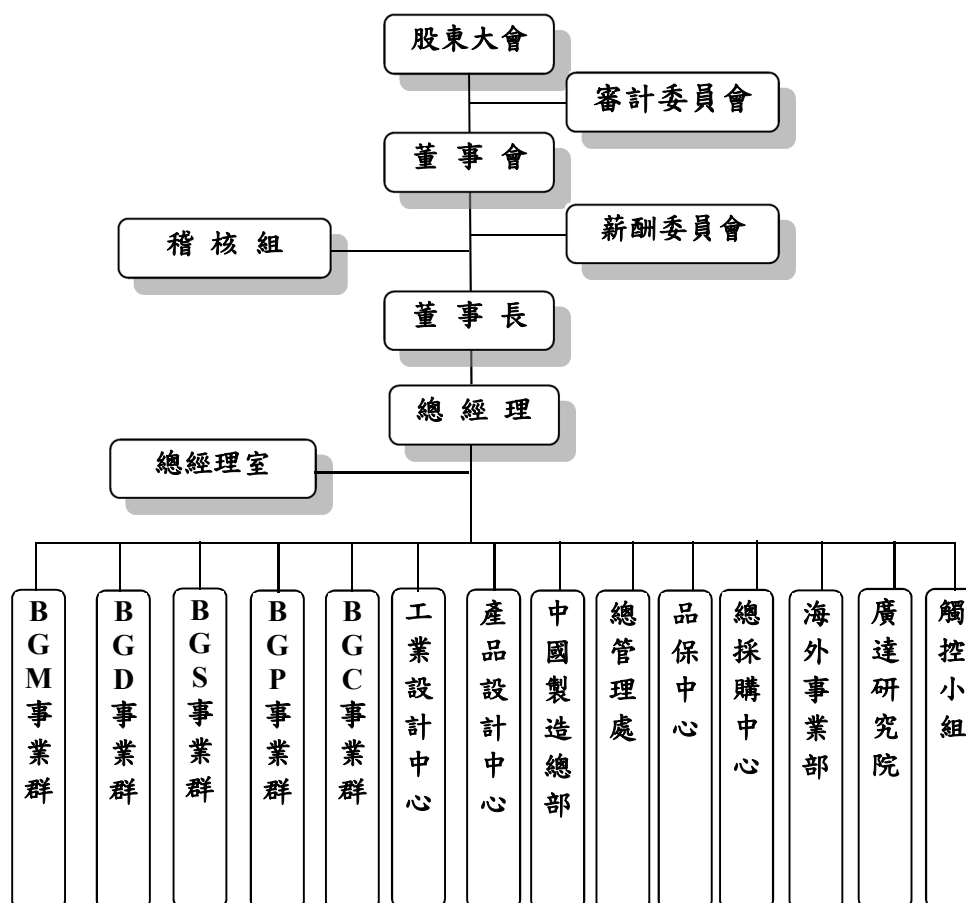 股東大會
審計委員會
董 事 會
薪酬委員會
稽 核 組
董 事 長
總 經 理
總經理室
BGM事業群
BGD事業群
BGS事業群
BGP事業群
BGC事業群
工業設計中心
產品設計中心
中國製造總部
總管理處
品保中心
總採購中心
海外事業部
廣達研究院
觸控小組